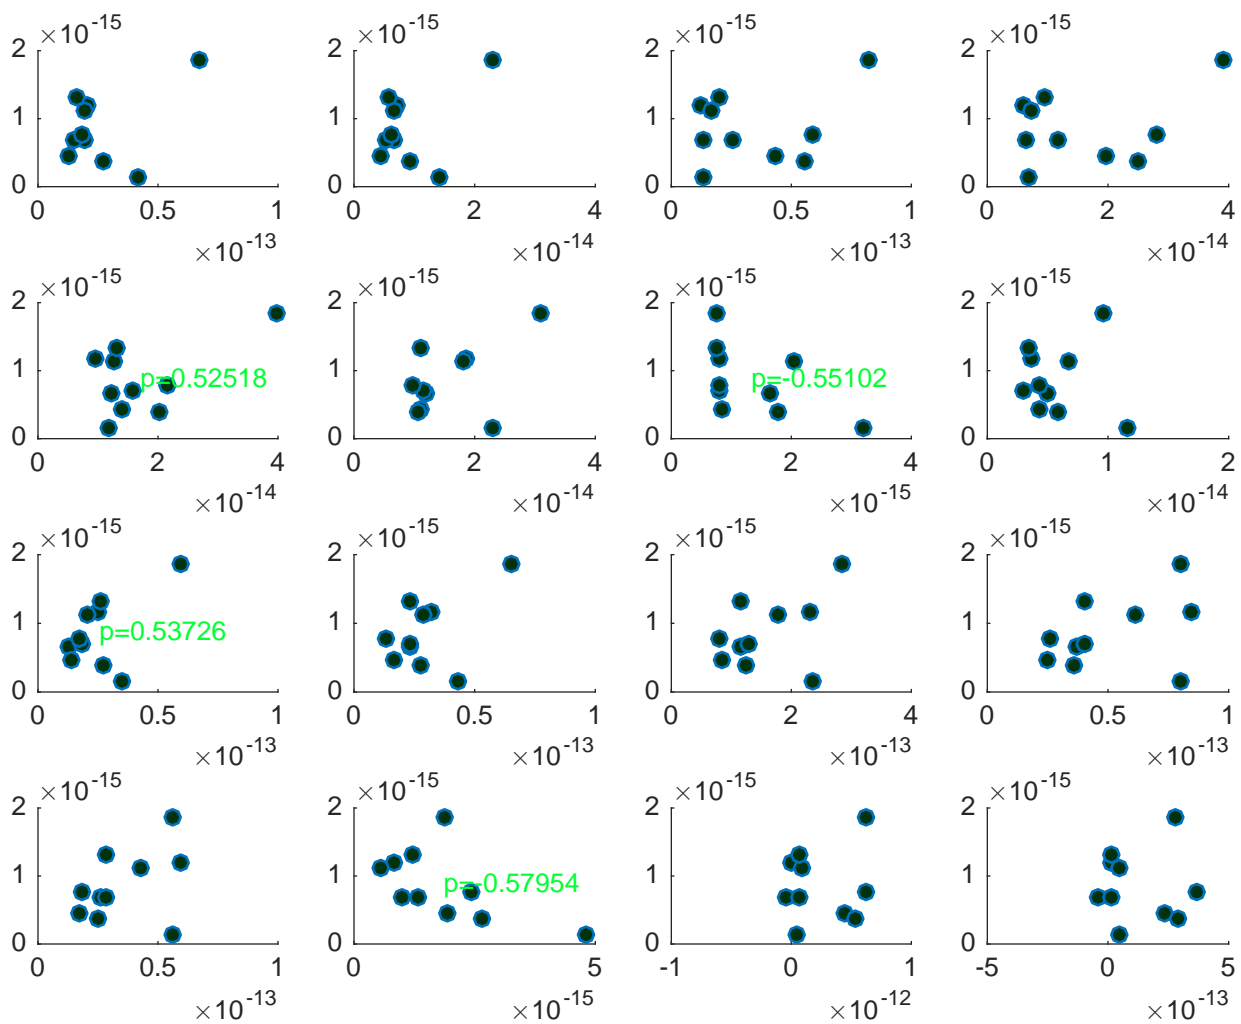 ×10-15 ×10-15 ×10-15 ×10-15
2 2 2 2
1 1 1 1
0 0 0 0
0 0.5 1 0 2 4 0 0.5 1 0 2 4
×10-13 ×10-14 ×10-13 ×10-14
×10-15 ×10-15 ×10-15 ×10-15
2 2 2 2
1 1 1 1
p=0.52518 p=-0.55102
0 0 0 0
0 2 4 0 2 4 0 2 4 0 1 2
×10-14 ×10-14 ×10-15 ×10-14
×10-15 ×10-15 ×10-15 ×10-15
2 2 2 2
1 1 1 1
p=0.53726
0 0 0 0
0 0.5 1 0 0.5 1 0 2 4 0 0.5 1
×10-13 ×10-13 ×10-13 ×10-13
×10-15 ×10-15 ×10-15 ×10-15
2 2 2 2
1 1 1 1
p=-0.57954
0 0 0 0
0 0.5 1 0 5 -1 0 1 -5 0 5
×10-13 ×10-15 ×10-12 ×10-13